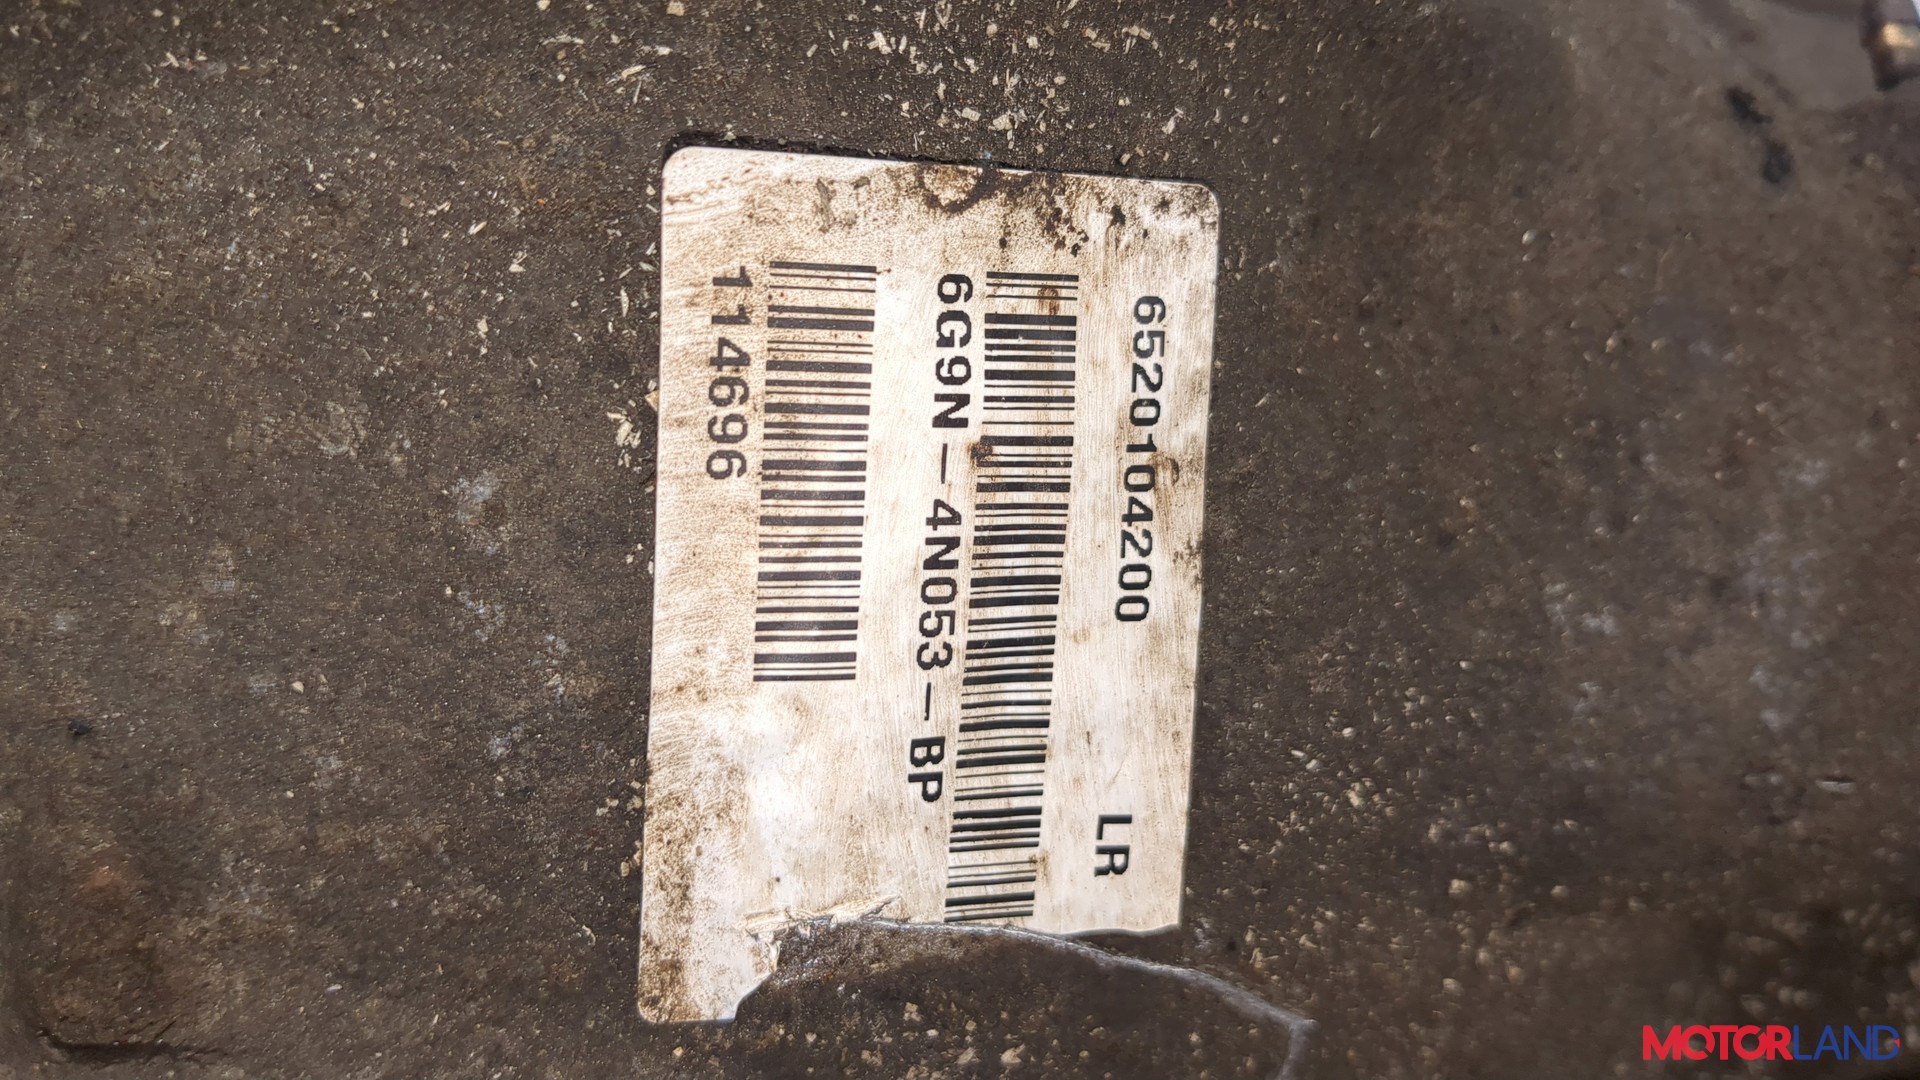 6520104200 LR
6G9N-4N053-BP
114696
MOTORLAND